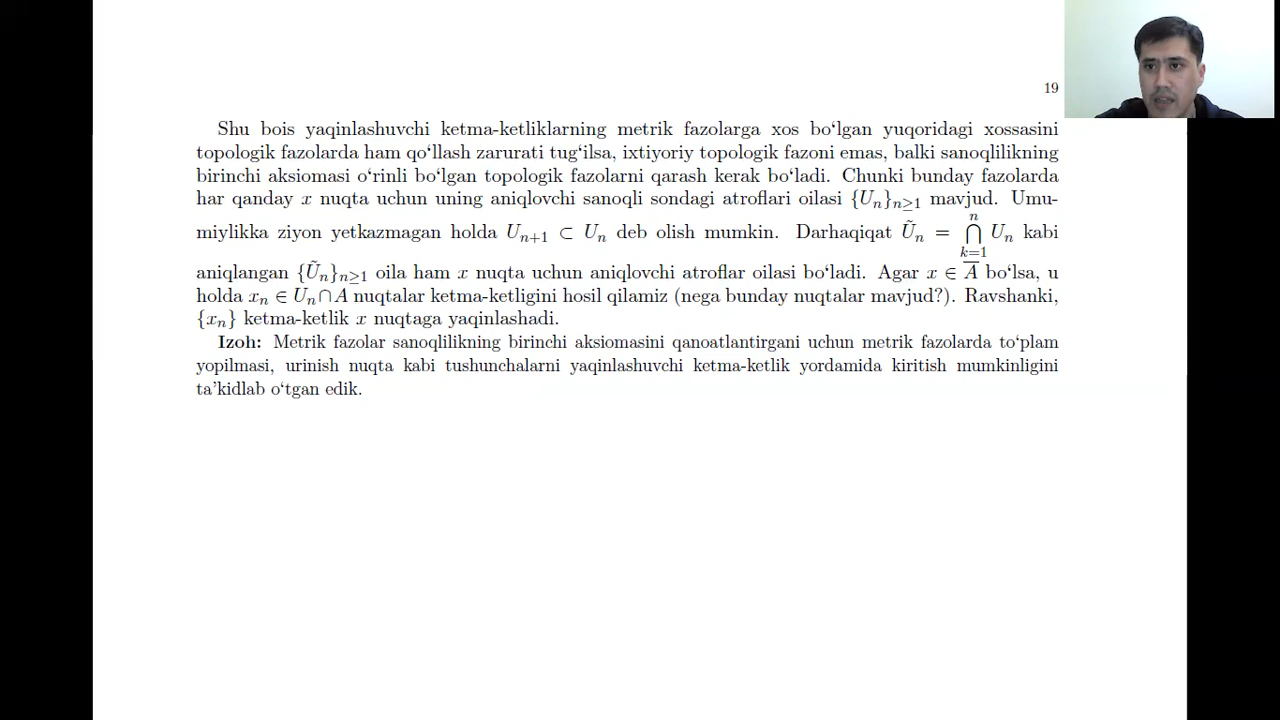 19
Shu bois yaqinlashuvchi ketma-ketliklarning metrik fazolarga xos bo‘lgan yuqoridagi xossasini
topologik fazolarda ham qo‘llash zarurati tug‘ilsa, ixtiyoriy topologik fazoni emas, balki sanoqlilikning
birinchi aksiomasi o‘rinli bo‘lgan topologik fazolarni qarash kerak bo‘ladi. Chunki bunday fazolarda
har qanday x nuqta uchun uning aniqlovchi sanoqli sondagi atroflari oilasi {U_n}_{n≥1} mavjud. Umu-
miylikka ziyon yetkazmagan holda U_{n+1} ⊂ U_n deb olish mumkin. Darhaqiqat Ũ_n = ⋂_{k=1}^{n} U_n kabi
aniqlangan {Ũ_n}_{n≥1} oila ham x nuqta uchun aniqlovchi atroflar oilasi bo‘ladi. Agar x ∈ A̅ bo‘lsa, u
holda x_n ∈ U_n ∩ A nuqtalar ketma-ketligini hosil qilamiz (nega bunday nuqtalar mavjud?). Ravshanki,
{x_n} ketma-ketlik x nuqtaga yaqinlashadi.
Izoh: Metrik fazolar sanoqlilikning birinchi aksiomasini qanoatlantirgani uchun metrik fazolarda to‘plam
yopilmasi, urinish nuqta kabi tushunchalarni yaqinlashuvchi ketma-ketlik yordamida kiritish mumkinligini
ta’kidlab o‘tgan edik.